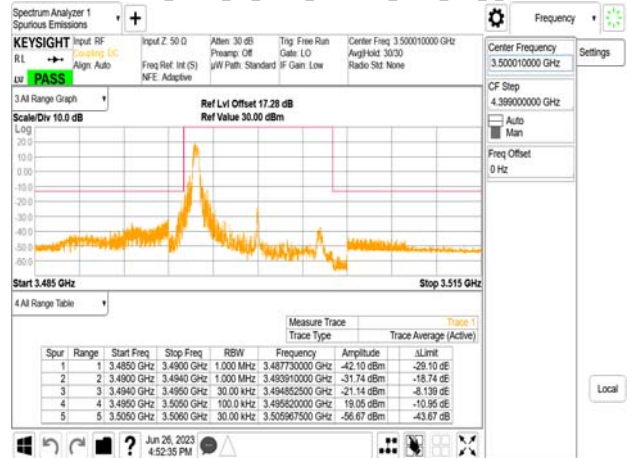 Spectrum Analyzer 1
Spurious Emissions
Frequency
Settings
KEYSIGHT
RL
PASS
Input: RF
Coupling: DC
Align: Auto
Input Z: 50 Ω
Freq Ref: Int (S)
NFE: Adaptive
Atten: 30 dB
Preamp: Off
µW Path: Standard
Trig: Free Run
Gate: LO
IF Gain: Low
Center Freq: 3.500010000 GHz
Avg|Hold: 30/30
Radio Std: None
Center Frequency
3.500010000 GHz
CF Step
4.399000000 GHz
Auto
Man
Freq Offset
0 Hz
Local
3 All Range Graph
Scale/Div 10.0 dB
Ref Lvl Offset 17.28 dB
Ref Value 30.00 dBm
Log
20.0
10.0
0.00
-10.0
-20.0
-30.0
-40.0
-50.0
-60.0
Start 3.485 GHz
Stop 3.515 GHz
4 All Range Table
Measure Trace Trace 1
Trace Type Trace Average (Active)
Spur Range Start Freq Stop Freq RBW Frequency Amplitude ΔLimit
1 1 3.4850 GHz 3.4900 GHz 1.000 MHz 3.487730000 GHz -42.10 dBm -29.10 dB
2 2 3.4900 GHz 3.4940 GHz 1.000 MHz 3.493910000 GHz -31.74 dBm -18.74 dB
3 3 3.4940 GHz 3.4950 GHz 30.00 kHz 3.494852500 GHz -21.14 dBm -8.139 dB
4 4 3.4950 GHz 3.5050 GHz 100.0 kHz 3.495820000 GHz 19.05 dBm -10.95 dB
5 5 3.5050 GHz 3.5060 GHz 30.00 kHz 3.505967500 GHz -56.67 dBm -43.67 dB
?
Jun 26, 2023
4:52:35 PM